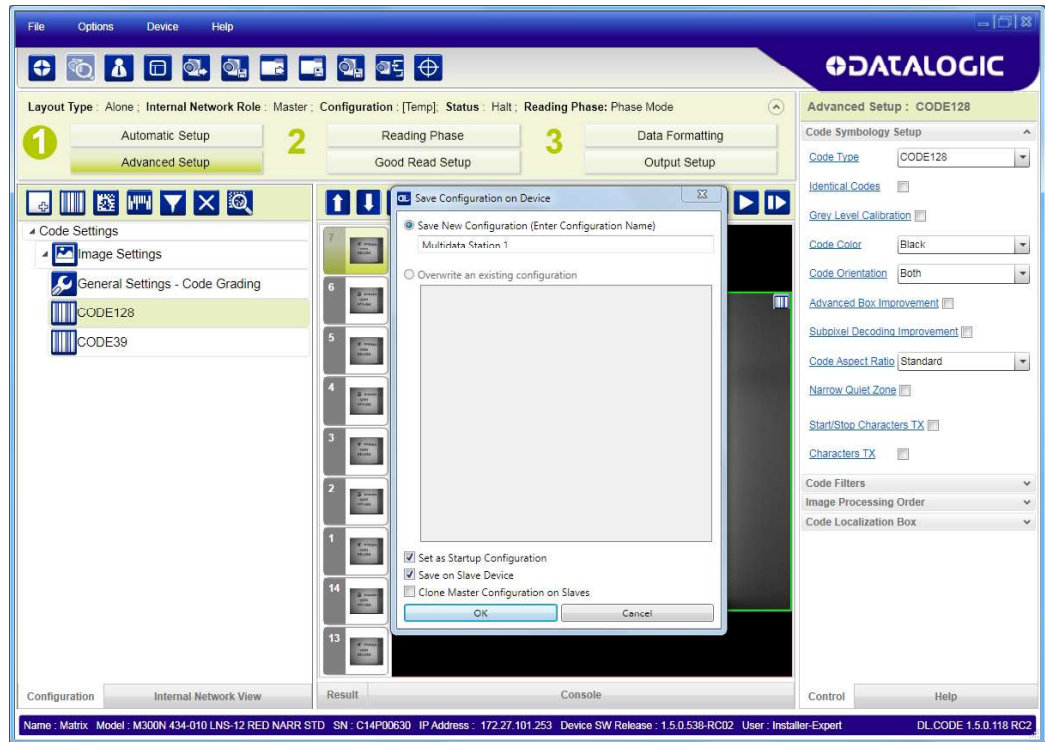 File Options Device Help
DATALOGIC
Layout Type : Alone ; Internal Network Role : Master ; Configuration : [Temp]; Status : Halt ; Reading Phase: Phase Mode
1 Automatic Setup
Advanced Setup
2 Reading Phase
Good Read Setup
3 Data Formatting
Output Setup
Code Settings
Image Settings
General Settings - Code Grading
CODE128
CODE39
Configuration Internal Network View
7
6
5
4
3
2
1
14
13
Result Console
Save Configuration on Device
Save New Configuration (Enter Configuration Name)
Multidata Station 1
Overwrite an existing configuration
Set as Startup Configuration
Save on Slave Device
Clone Master Configuration on Slaves
OK Cancel
Advanced Setup : CODE128
Code Symbology Setup
Code Type CODE128
Identical Codes
Grey Level Calibration
Code Color Black
Code Orientation Both
Advanced Box Improvement
Subpixel Decoding Improvement
Code Aspect Ratio Standard
Narrow Quiet Zone
Start/Stop Characters TX
Characters TX
Code Filters
Image Processing Order
Code Localization Box
Control Help
Name : Matrix Model : M300N 434-010 LNS-12 RED NARR STD SN : C14P00630 IP Address : 172.27.101.253 Device SW Release : 1.5.0.538-RC02 User : Installer-Expert DL.CODE 1.5.0.118 RC2